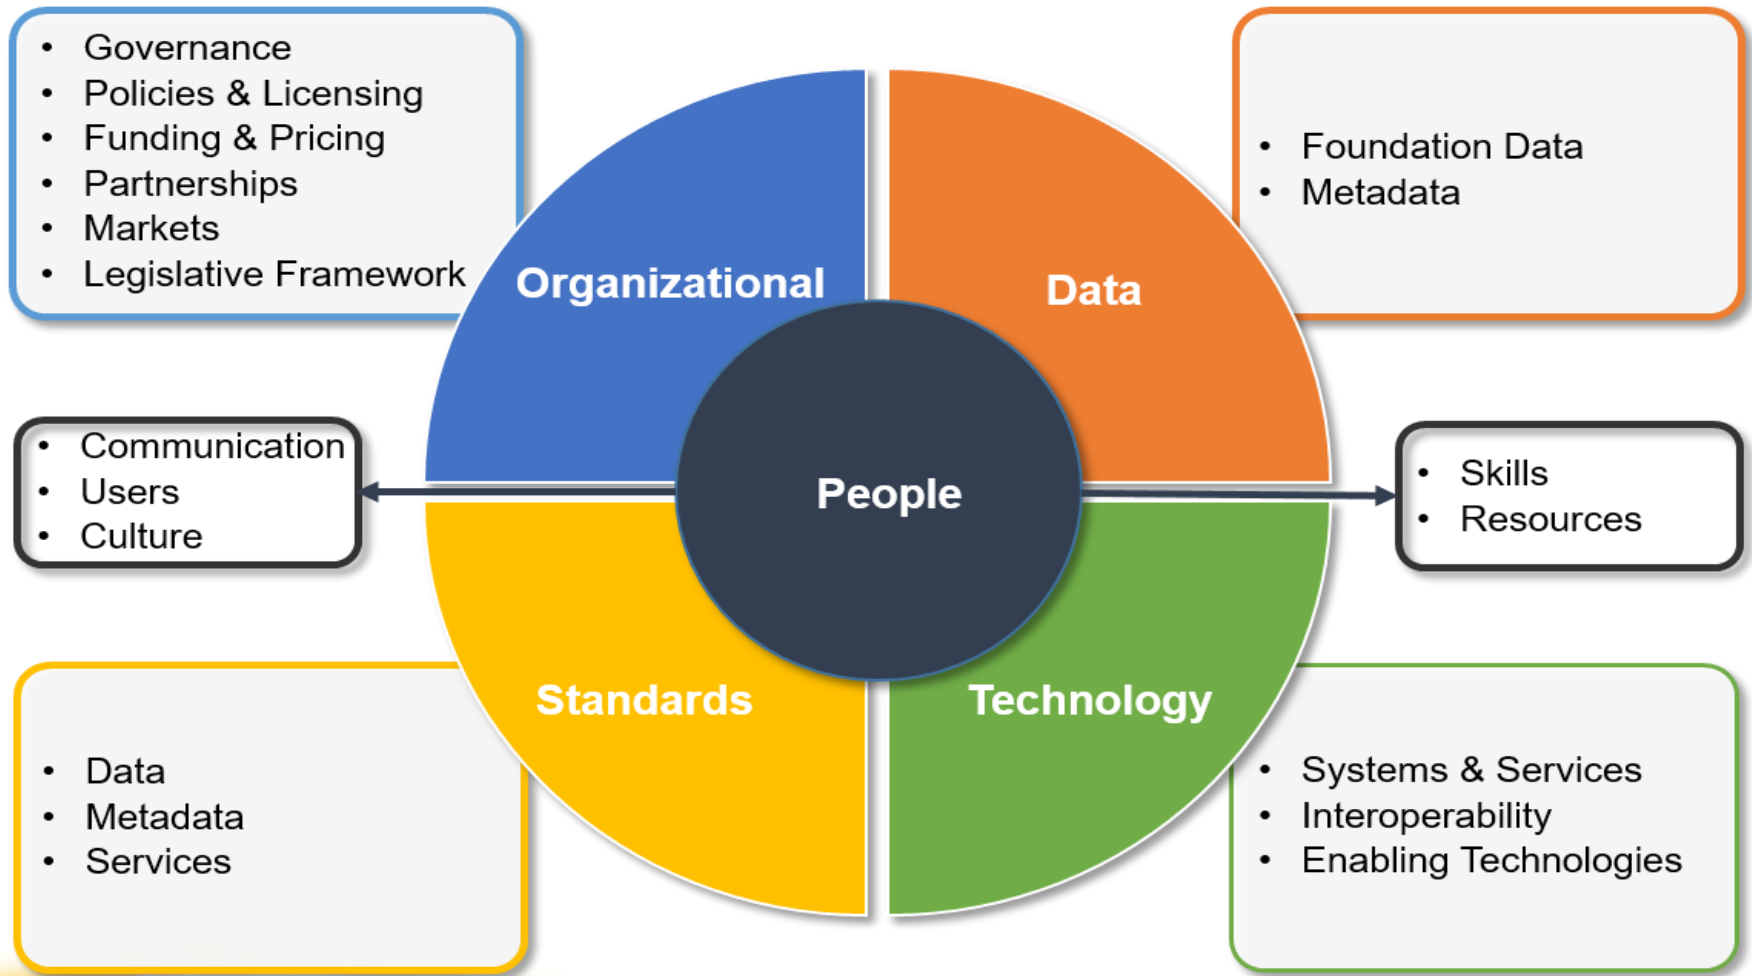 • Governance
• Policies & Licensing
• Funding & Pricing
• Partnerships
• Markets
• Legislative Framework
• Foundation Data
• Metadata
Organizational
Data
• Communication
• Users
• Culture
People
• Skills
• Resources
Standards
Technology
• Data
• Metadata
• Services
• Systems & Services
• Interoperability
• Enabling Technologies